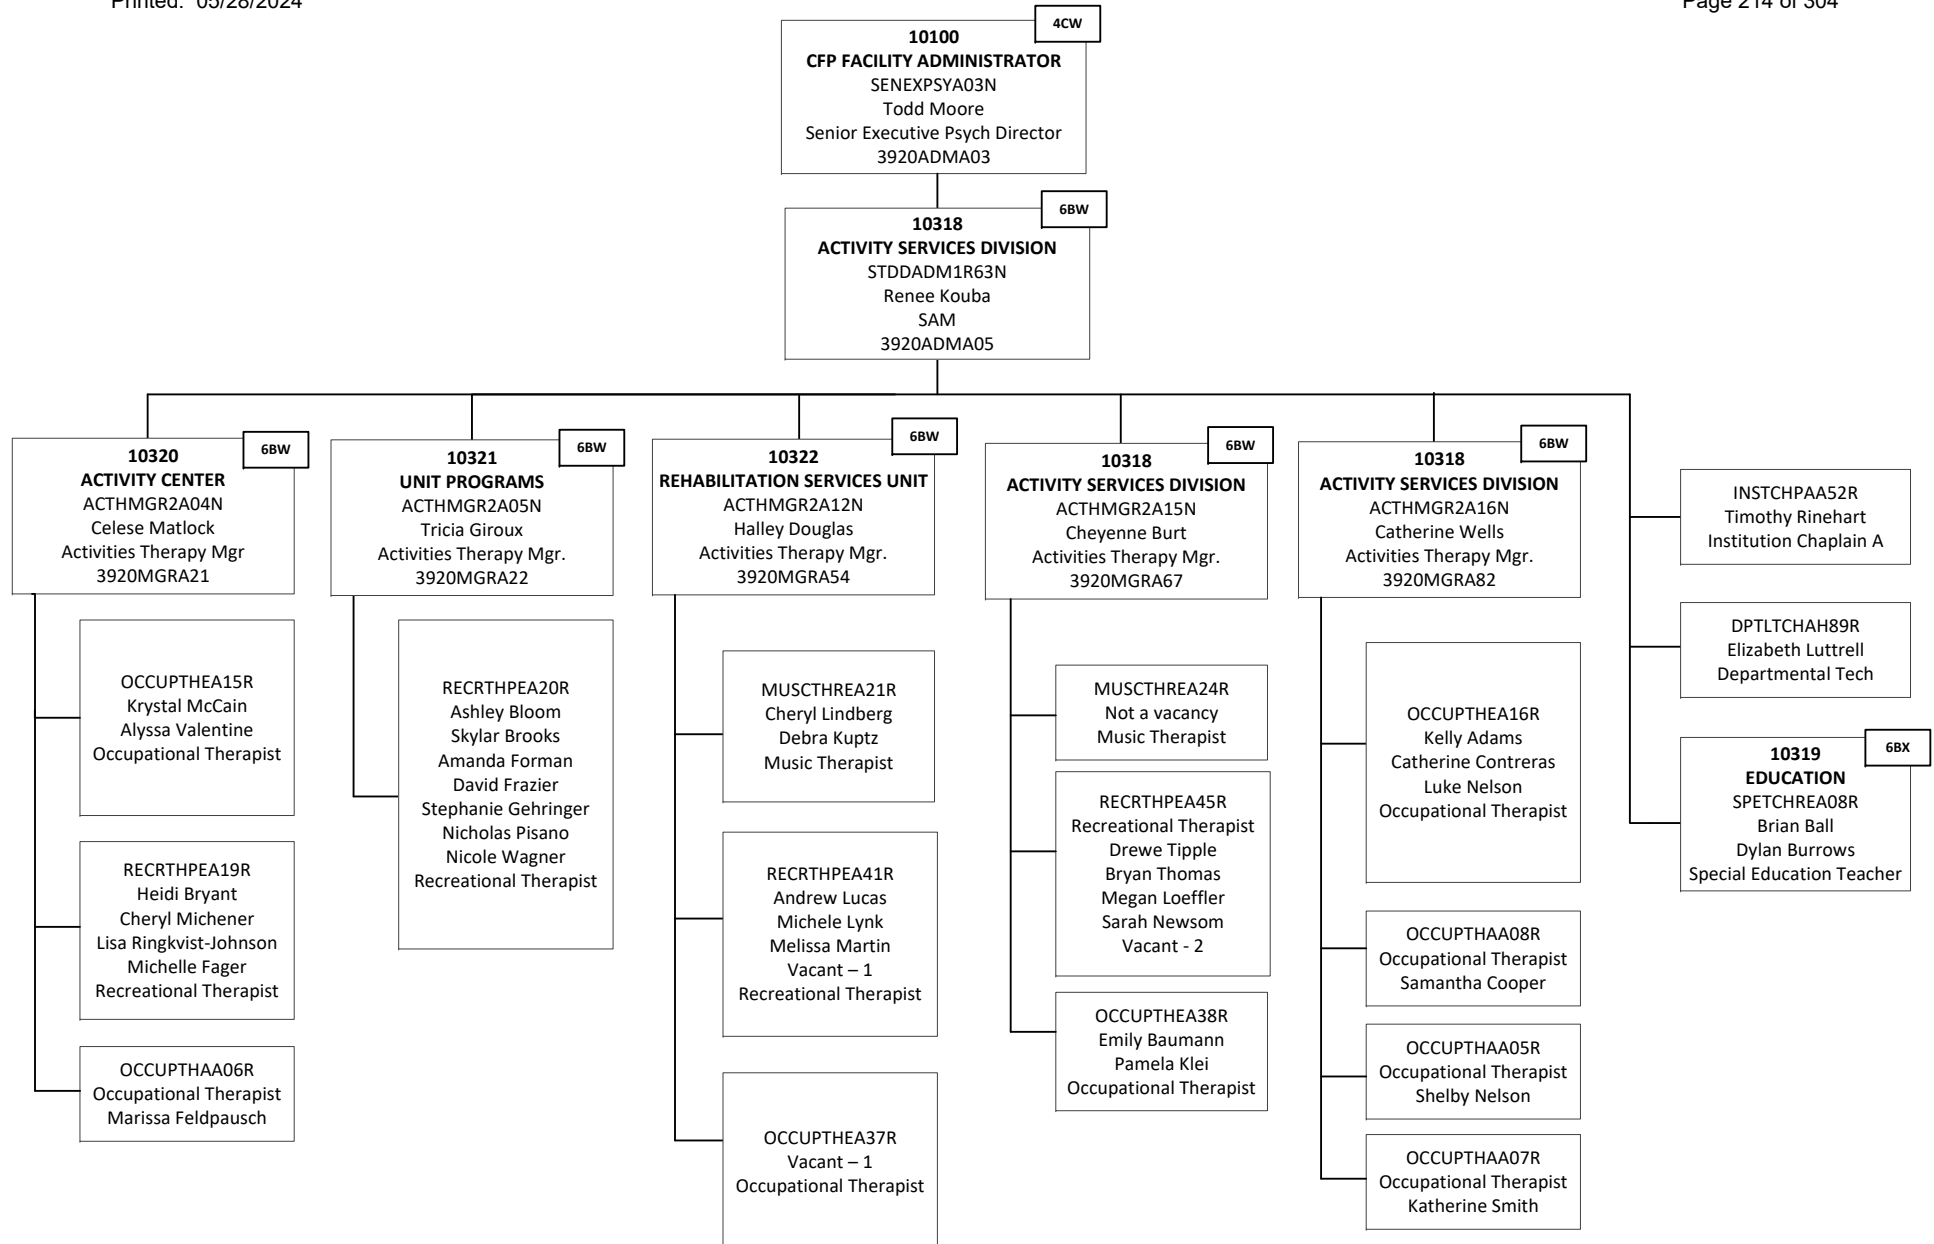 Printed: 05/28/2024
Page 214 of 304
4CW
10100
CFP FACILITY ADMINISTRATOR
SENEXPSYA03N
Todd Moore
Senior Executive Psych Director
3920ADMA03
6BW
10318
ACTIVITY SERVICES DIVISION
STDDADM1R63N
Renee Kouba
SAM
3920ADMA05
6BW
10320
ACTIVITY CENTER
ACTHMGR2A04N
Celese Matlock
Activities Therapy Mgr
3920MGRA21
OCCUPTHEA15R
Krystal McCain
Alyssa Valentine
Occupational Therapist
RECRTHPEA19R
Heidi Bryant
Cheryl Michener
Lisa Ringkvist-Johnson
Michelle Fager
Recreational Therapist
OCCUPTHAA06R
Occupational Therapist
Marissa Feldpausch
6BW
10321
UNIT PROGRAMS
ACTHMGR2A05N
Tricia Giroux
Activities Therapy Mgr.
3920MGRA22
RECRTHPEA20R
Ashley Bloom
Skylar Brooks
Amanda Forman
David Frazier
Stephanie Gehringer
Nicholas Pisano
Nicole Wagner
Recreational Therapist
6BW
10322
REHABILITATION SERVICES UNIT
ACTHMGR2A12N
Halley Douglas
Activities Therapy Mgr.
3920MGRA54
MUSCTHREA21R
Cheryl Lindberg
Debra Kuptz
Music Therapist
RECRTHPEA41R
Andrew Lucas
Michele Lynk
Melissa Martin
Vacant – 1
Recreational Therapist
OCCUPTHEA37R
Vacant – 1
Occupational Therapist
6BW
10318
ACTIVITY SERVICES DIVISION
ACTHMGR2A15N
Cheyenne Burt
Activities Therapy Mgr.
3920MGRA67
MUSCTHREA24R
Not a vacancy
Music Therapist
RECRTHPEA45R
Recreational Therapist
Drewe Tipple
Bryan Thomas
Megan Loeffler
Sarah Newsom
Vacant - 2
OCCUPTHEA38R
Emily Baumann
Pamela Klei
Occupational Therapist
6BW
10318
ACTIVITY SERVICES DIVISION
ACTHMGR2A16N
Catherine Wells
Activities Therapy Mgr.
3920MGRA82
OCCUPTHEA16R
Kelly Adams
Catherine Contreras
Luke Nelson
Occupational Therapist
OCCUPTHAA08R
Occupational Therapist
Samantha Cooper
OCCUPTHAA05R
Occupational Therapist
Shelby Nelson
OCCUPTHAA07R
Occupational Therapist
Katherine Smith
INSTCHPAA52R
Timothy Rinehart
Institution Chaplain A
DPTLTCHAH89R
Elizabeth Luttrell
Departmental Tech
6BX
10319
EDUCATION
SPETCHREA08R
Brian Ball
Dylan Burrows
Special Education Teacher